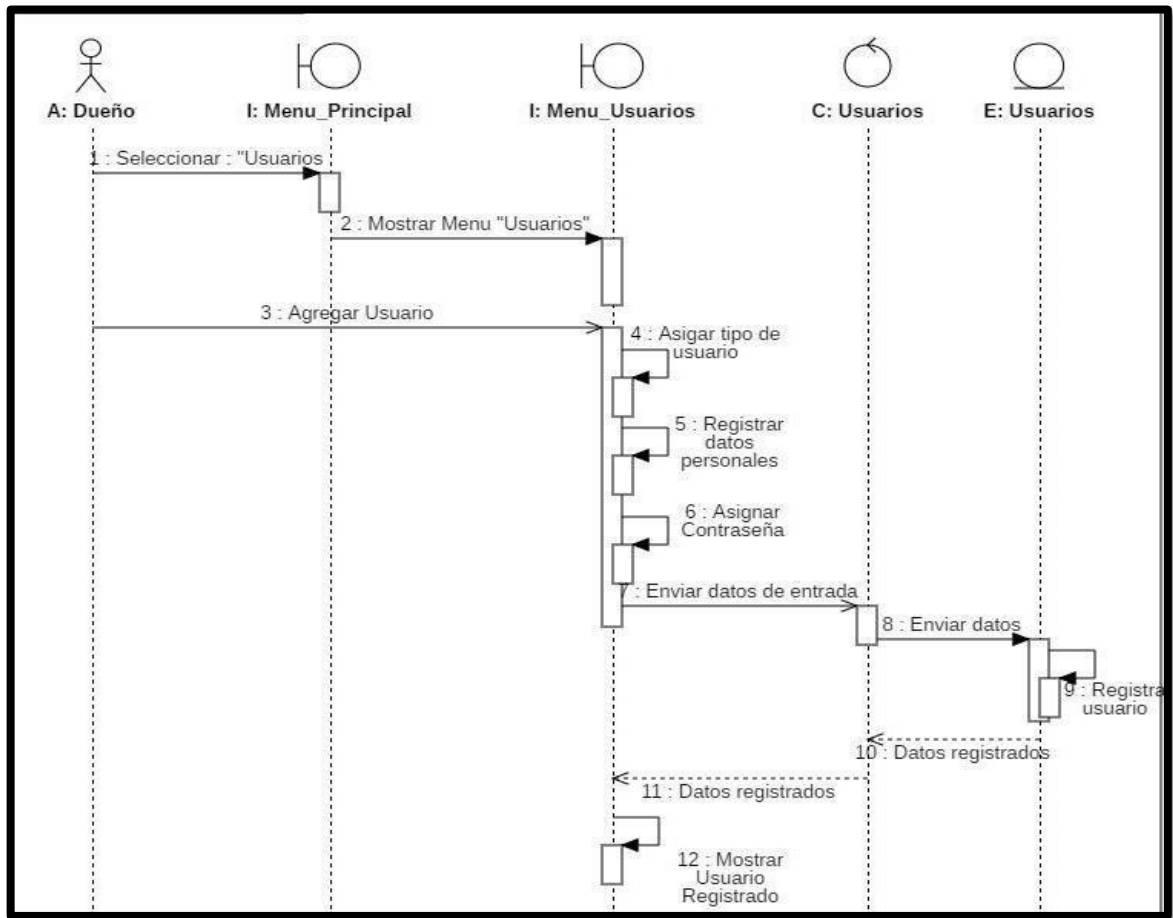 A: Dueño
I: Menu_Principal
I: Menu_Usuarios
C: Usuarios
E: Usuarios
1 : Seleccionar : "Usuarios
2 : Mostrar Menu "Usuarios"
3 : Agregar Usuario
4 : Asigar tipo de
usuario
5 : Registrar
datos
personales
6 : Asignar
Contraseña
7 : Enviar datos de entrada
8 : Enviar datos
9 : Registra
usuario
10 : Datos registrados
11 : Datos registrados
12 : Mostrar
Usuario
Registrado